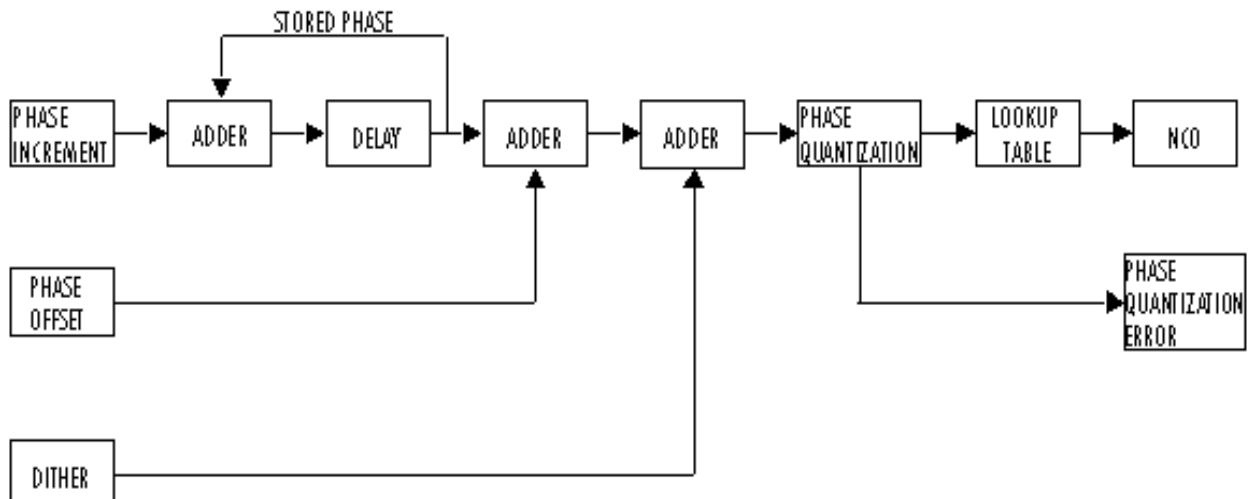 STORED PHASE
PHASE
INCREMENT
ADDER
DELAY
ADDER
ADDER
PHASE
QUANTIZATION
LOOKUP
TABLE
NCO
PHASE
OFFSET
PHASE
QUANTIZATION
ERROR
DITHER